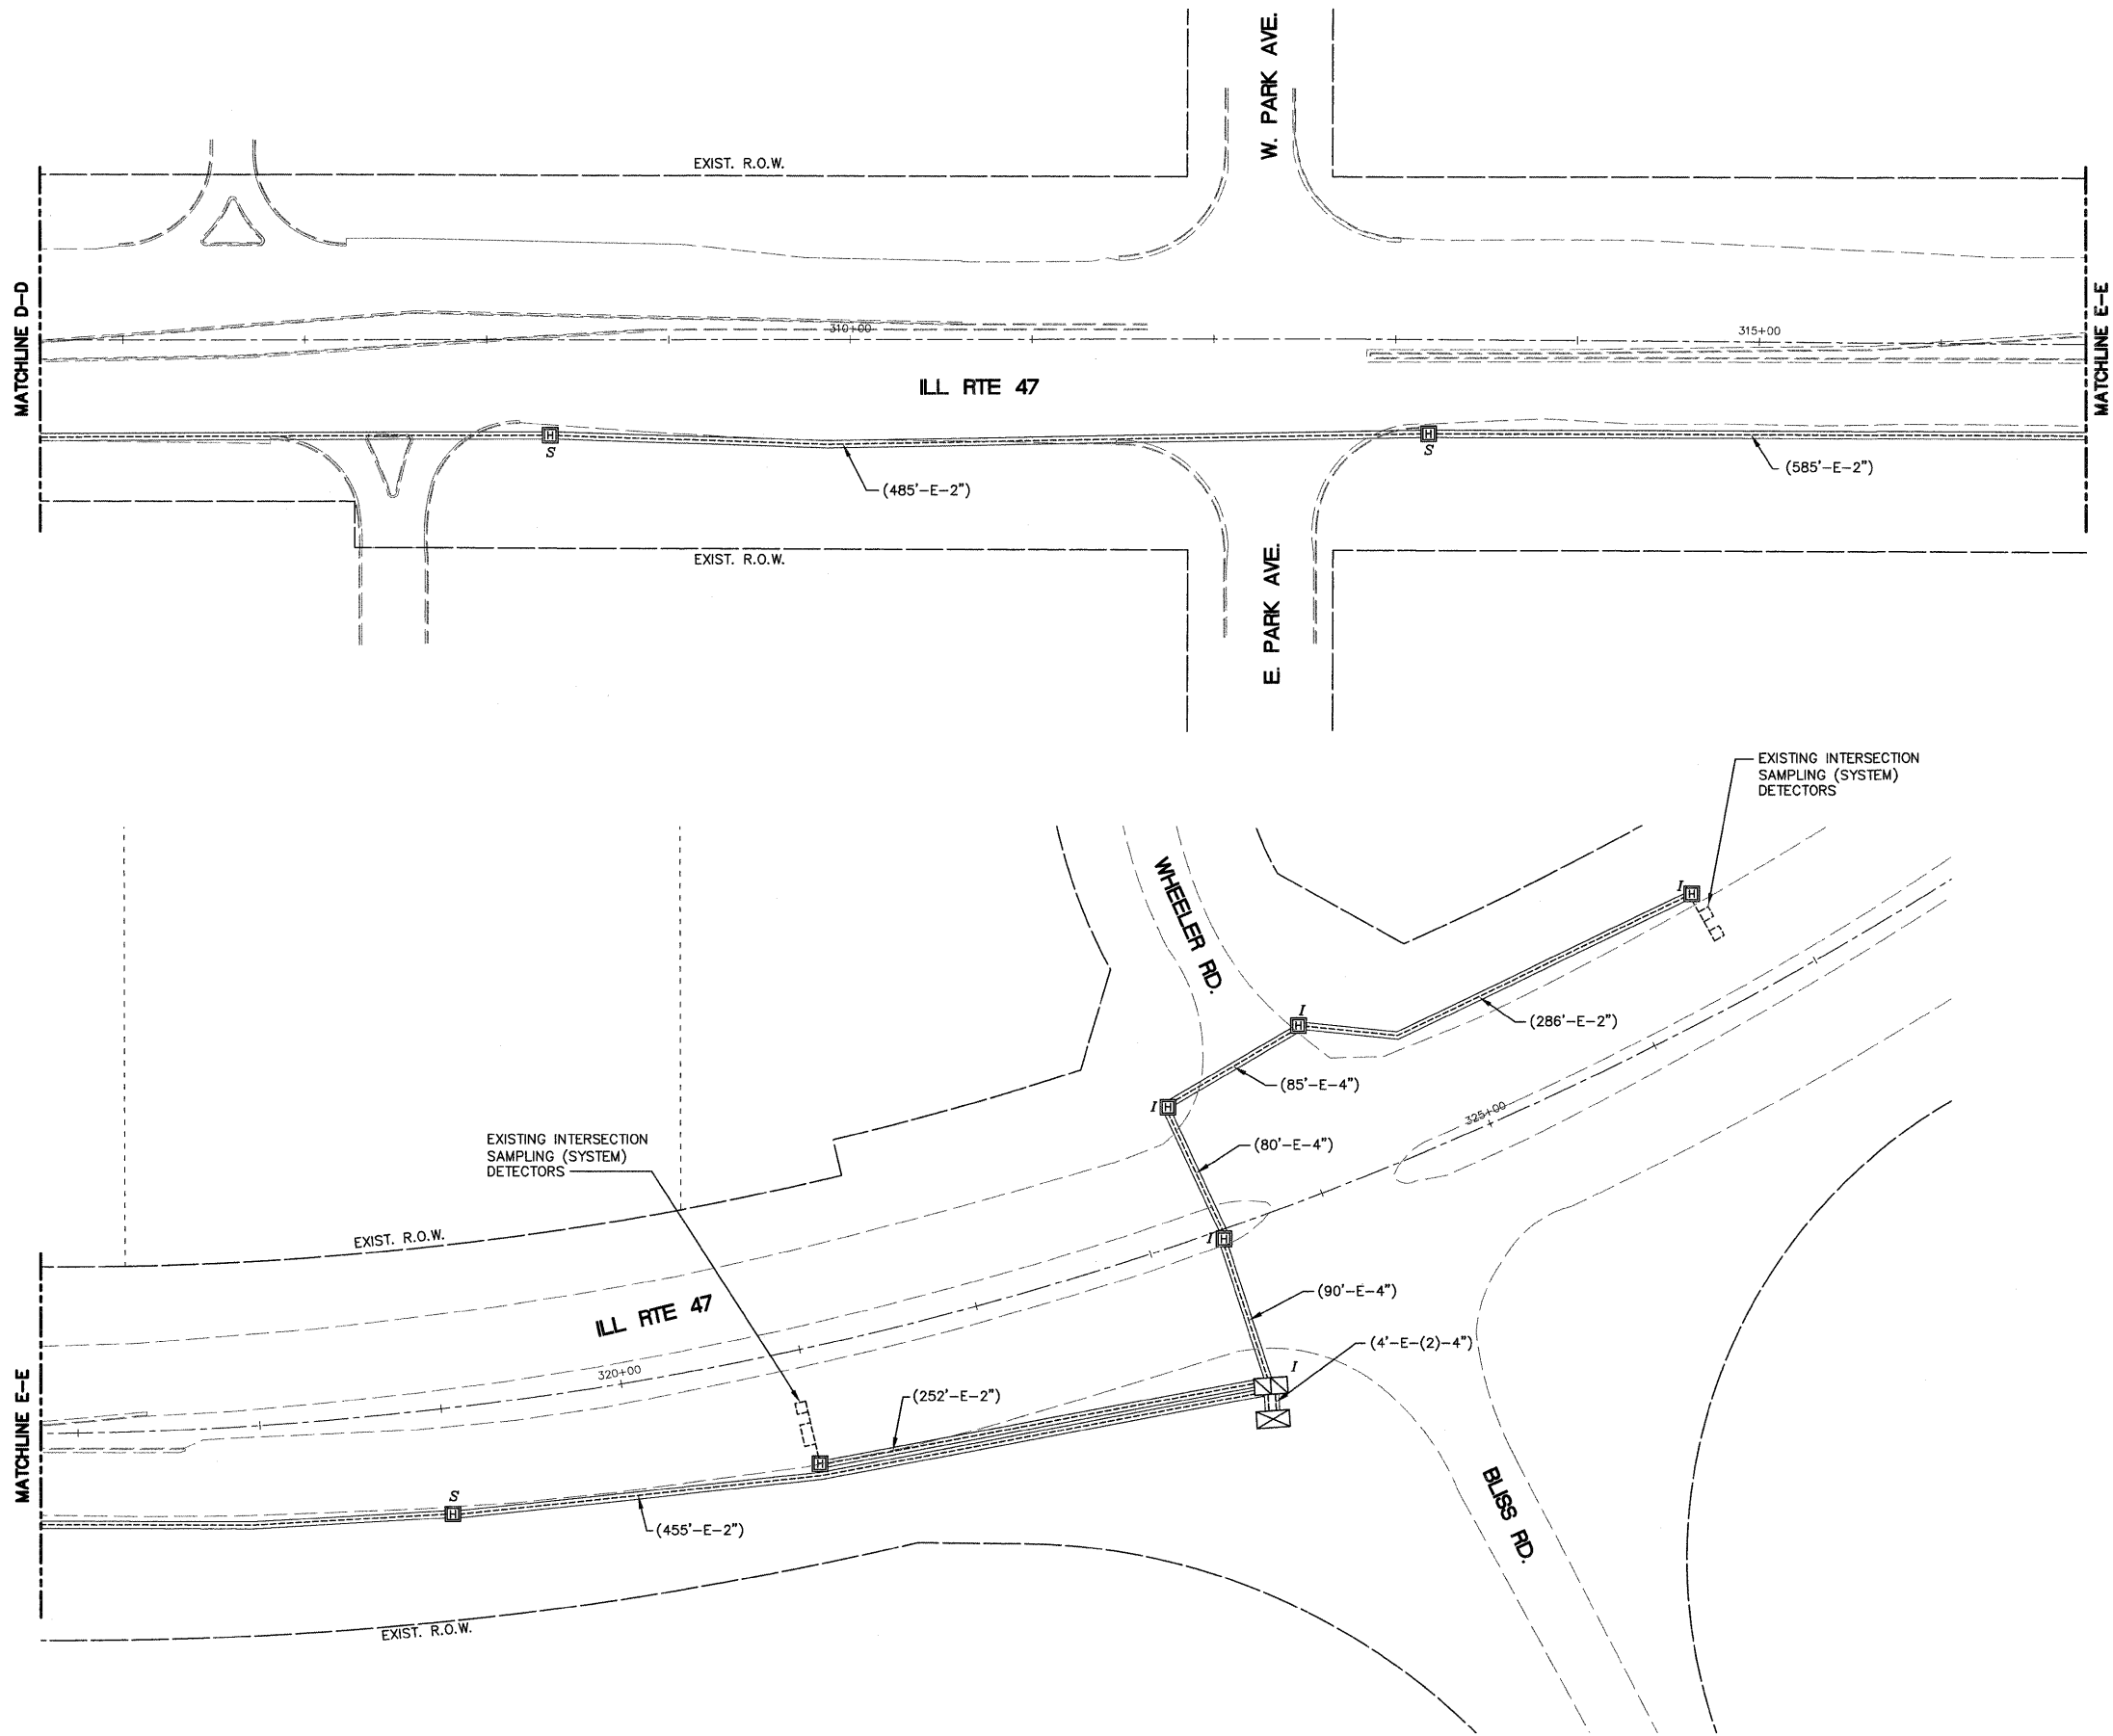 W. PARK AVE.
EXIST. R.O.W.
MATCHLINE D-D
MATCHLINE E-E
310+00
315+00
ILL RTE 47
H
S
H
S
(485'-E-2")
(585'-E-2")
EXIST. R.O.W.
E. PARK AVE.
EXISTING INTERSECTION
SAMPLING (SYSTEM)
DETECTORS
WHEELER RD.
I
H
I
H
(286'-E-2")
(85'-E-4")
I
H
325+00
EXISTING INTERSECTION
SAMPLING (SYSTEM)
DETECTORS
(80'-E-4")
EXIST. R.O.W.
I
H
(90'-E-4")
ILL RTE 47
(4'-E-(2)-4")
I
320+00
(252'-E-2")
MATCHLINE E-E
H
S
H
(455'-E-2")
BLISS RD.
EXIST. R.O.W.